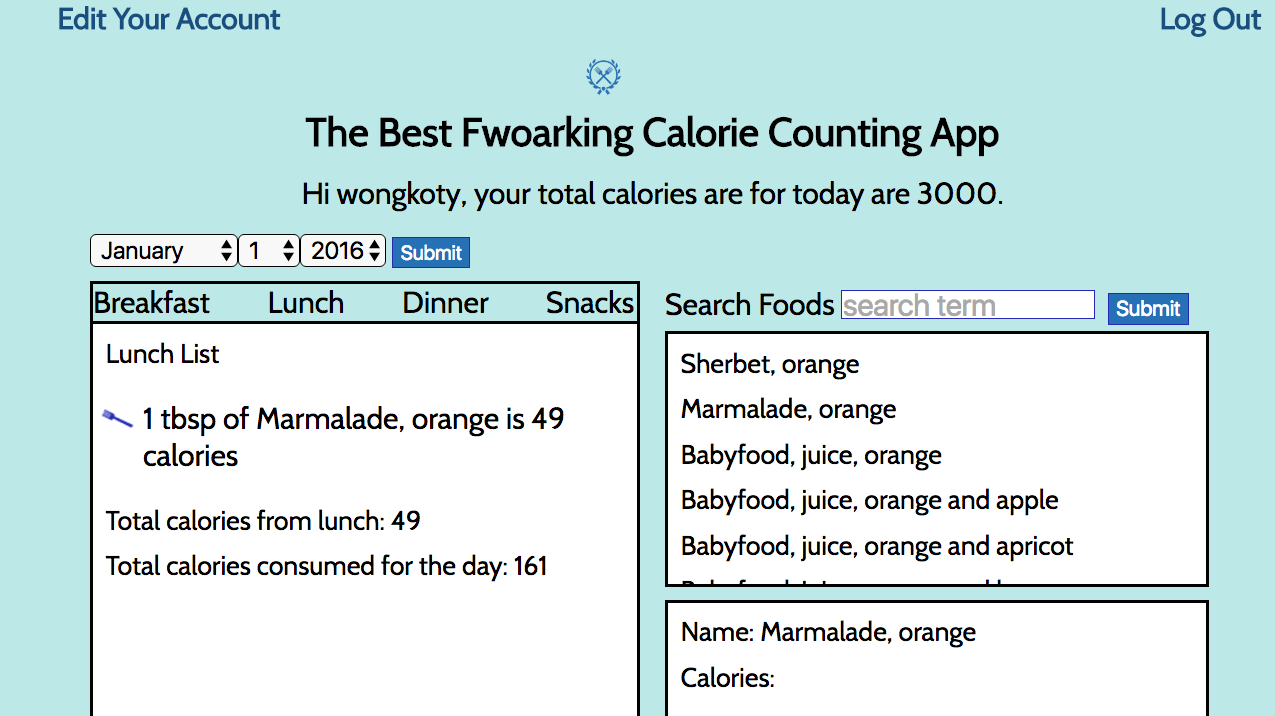 Edit Your Account
Log Out
The Best Fwoarking Calorie Counting App
Hi wongkoty, your total calories are for today are 3000.
January 1 2016 Submit
Breakfast Lunch Dinner Snacks
Lunch List
1 tbsp of Marmalade, orange is 49
calories
Total calories from lunch: 49
Total calories consumed for the day: 161
Search Foods search term Submit
Sherbet, orange
Marmalade, orange
Babyfood, juice, orange
Babyfood, juice, orange and apple
Babyfood, juice, orange and apricot
Name: Marmalade, orange
Calories: